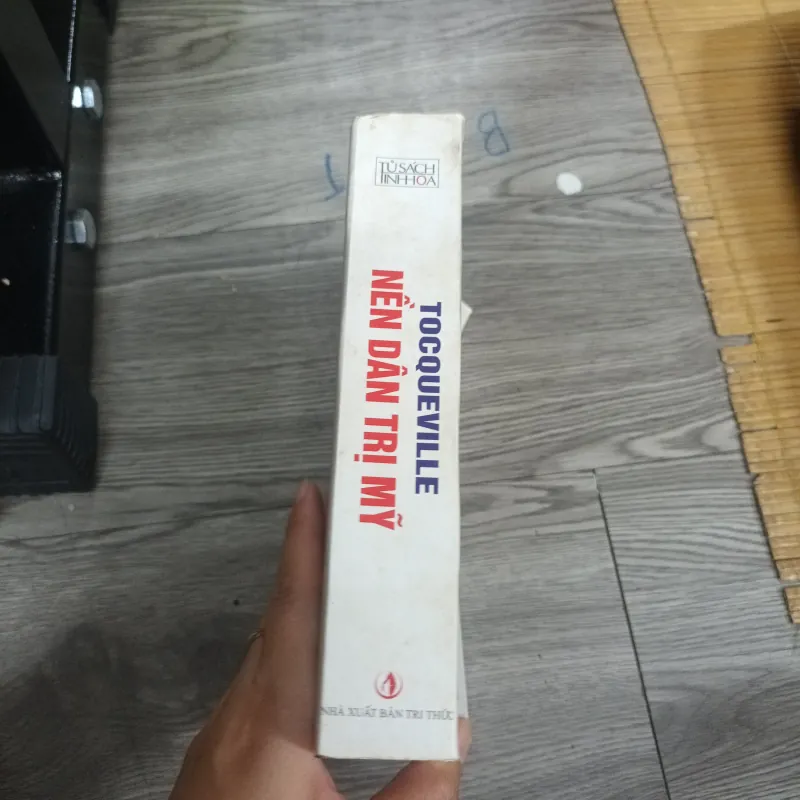 TỦ SÁCH
TINH HOA
TOCQUEVILLE
NỀN DÂN TRỊ MỸ
NHÀ XUẤT BẢN TRI THỨC
B